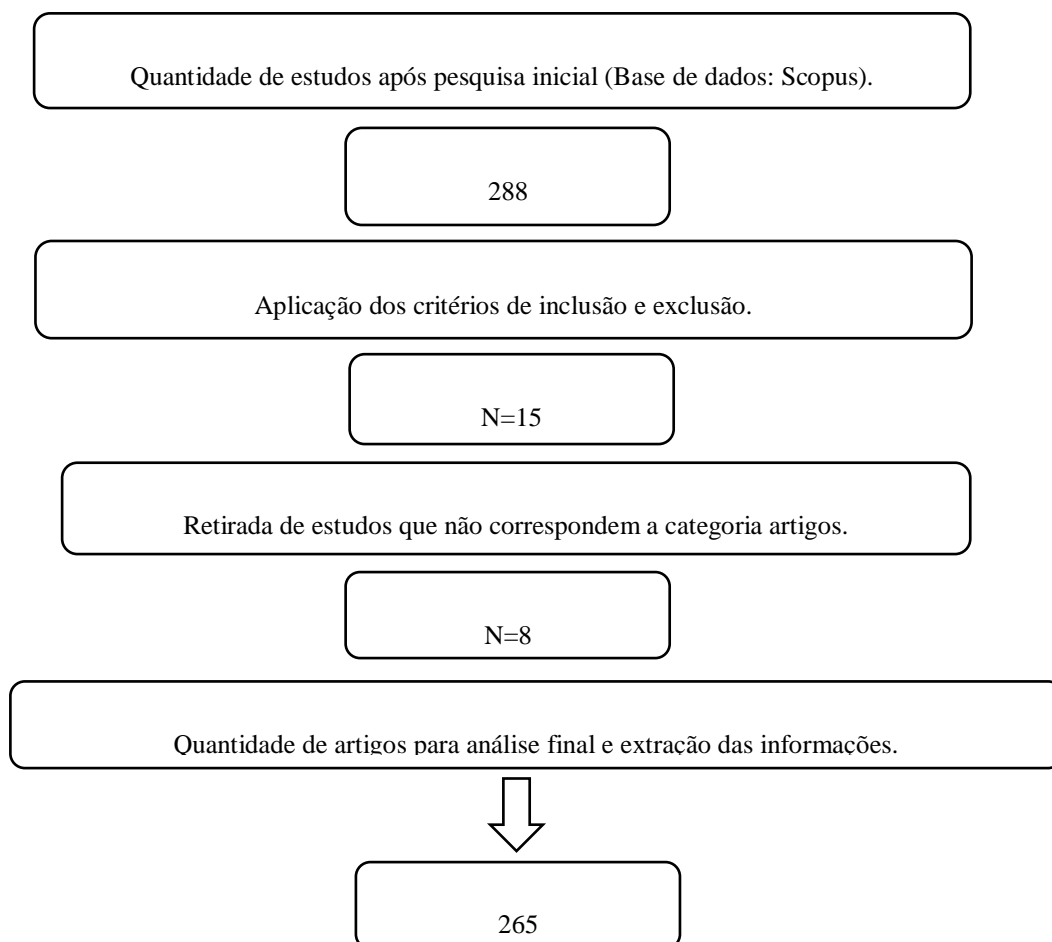 Quantidade de estudos após pesquisa inicial (Base de dados: Scopus).
288
Aplicação dos critérios de inclusão e exclusão.
N=15
Retirada de estudos que não correspondem a categoria artigos.
N=8
Quantidade de artigos para análise final e extração das informações.
265